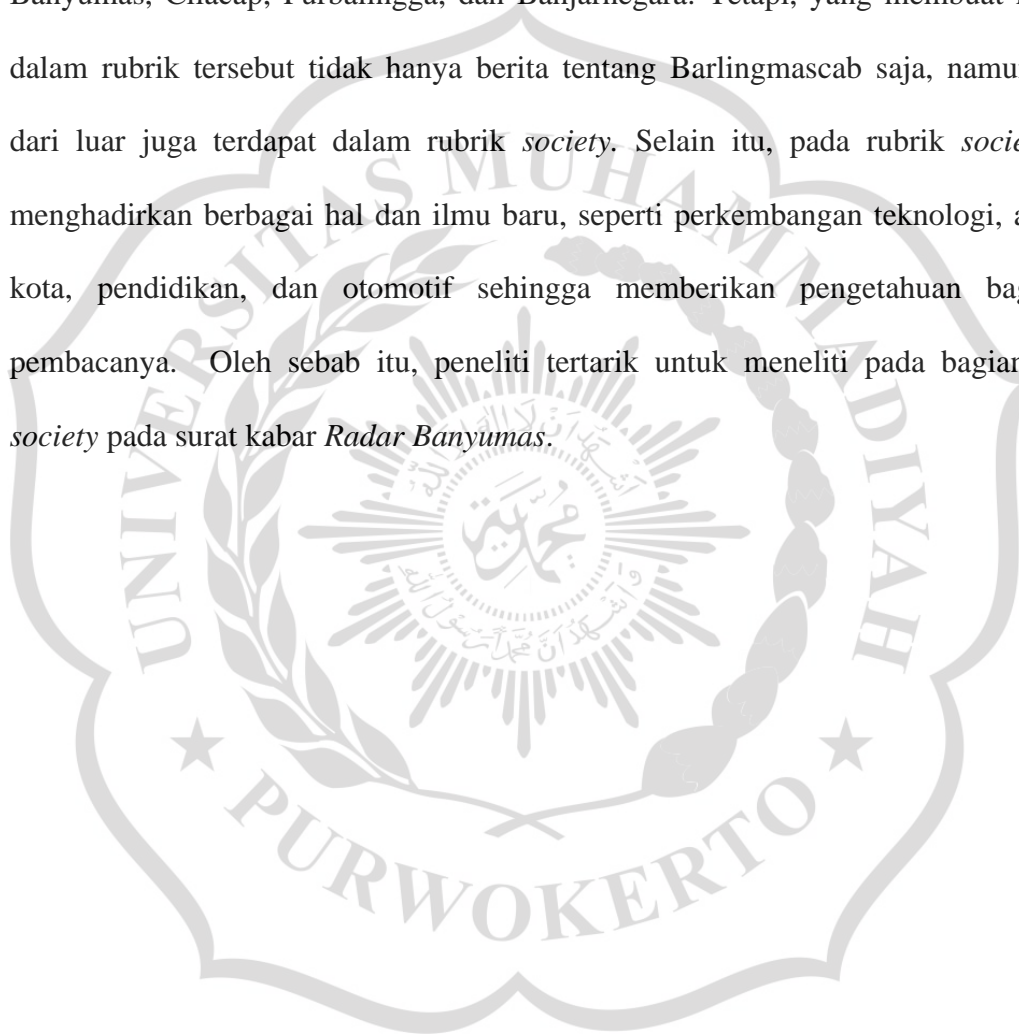 Banyumas, Cilacap, Purbalingga, dan Banjarnegara. Tetapi, yang membuat
dalam rubrik tersebut tidak hanya berita tentang Barlingmascab saja,
dari luar juga terdapat dalam rubrik society. Selain itu, pada rubrik
menghadirkan berbagai hal dan ilmu baru, seperti perkembangan teknologi,
kota, pendidikan, dan otomotif sehingga memberikan pengetahuan
pembacanya. Oleh sebab itu, peneliti tertarik untuk meneliti pada
society pada surat kabar Radar Banyumas.
UNIVERSITAS MUHAMMADIYAH
PURWOKERTO
محمدية